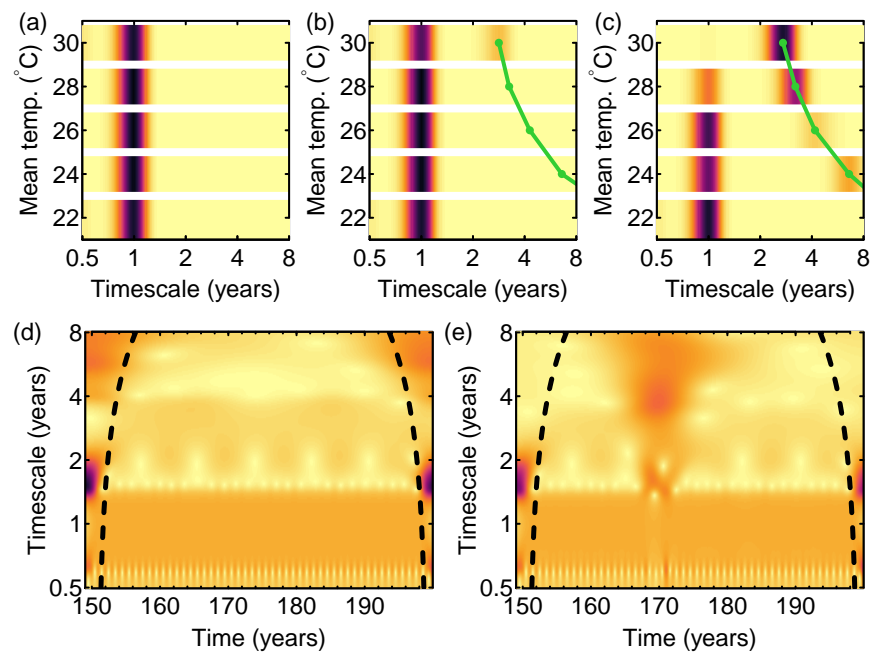 (a) (b) (c)
Mean temp. (°C) 30 28 26 24 22
Mean temp. (°C) 30 28 26 24 22
Mean temp. (°C) 30 28 26 24 22
0.5 1 2 4 8 0.5 1 2 4 8 0.5 1 2 4 8
Timescale (years) Timescale (years) Timescale (years)
(d) (e)
Timescale (years) 8 4 2 1 0.5
Timescale (years) 8 4 2 1 0.5
150 160 170 180 190 150 160 170 180 190
Time (years) Time (years)